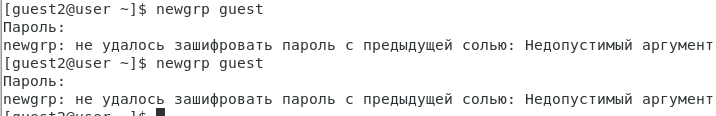 [guest2@user ~]$ newgrp guest
Пароль:
newgrp: не удалось зашифровать пароль с предыдущей солью: Недопустимый аргумент
[guest2@user ~]$ newgrp guest
Пароль:
newgrp: не удалось зашифровать пароль с предыдущей солью: Недопустимый аргумент
[guest2@user ~]$